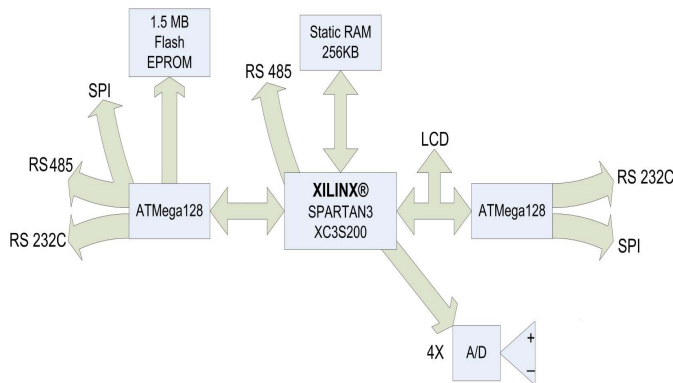 1.5 MB
Flash
EPROM
Static RAM
256KB
RS 485
SPI
LCD
RS485
RS 232C
ATMega128
XILINX®
SPARTAN3
XC3S200
ATMega128
RS 232C
SPI
4X
A/D
+
–